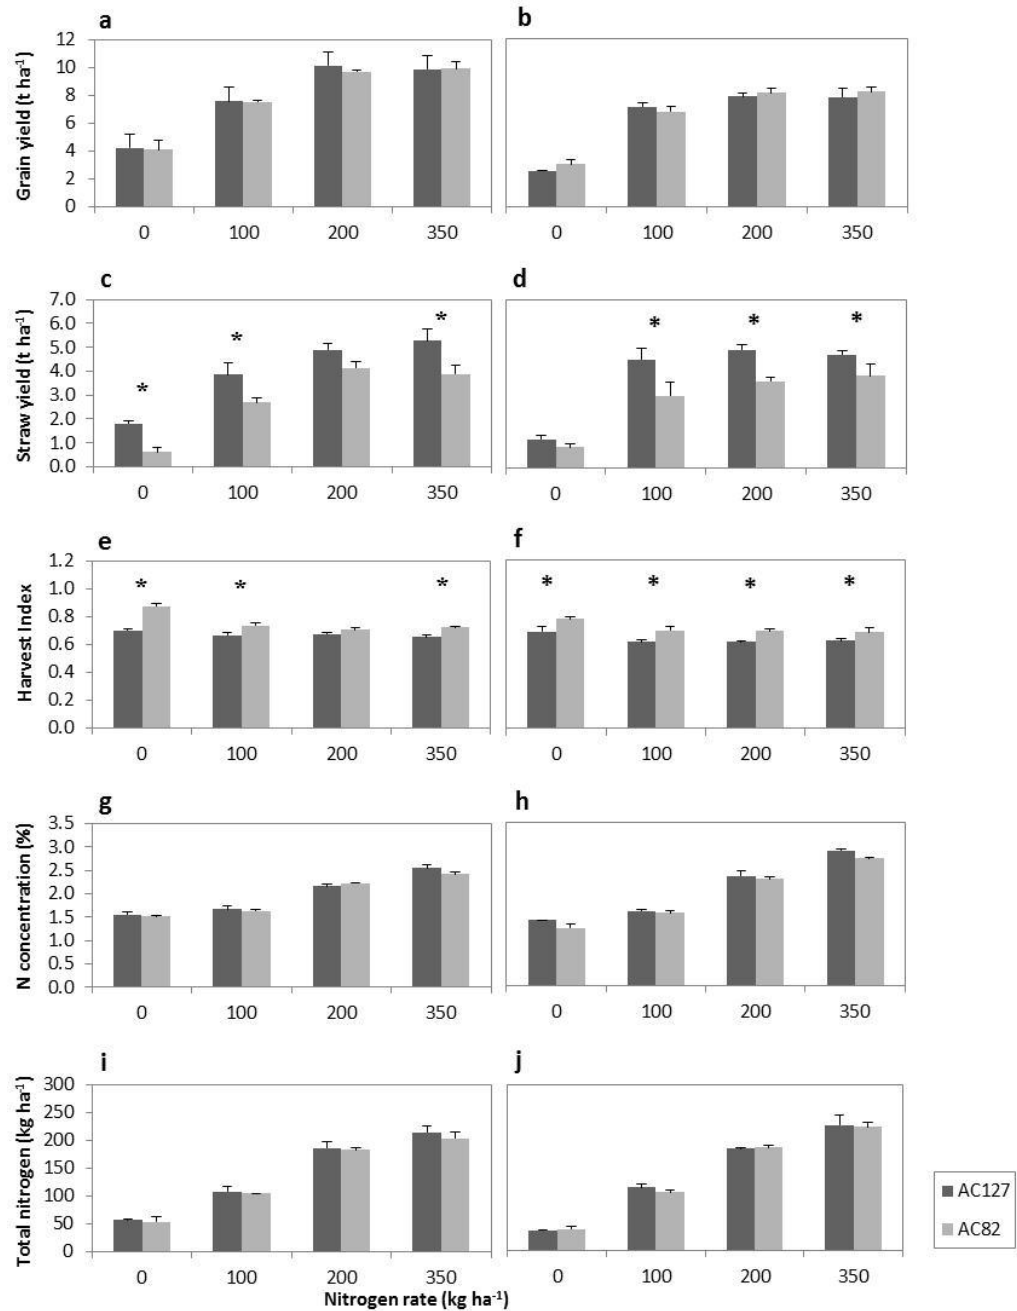 a b
Grain yield (t ha-1)
12
10
8
6
4
2
0
0 100 200 350 0 100 200 350
c d
Straw yield (t ha-1)
7.0
6.0
5.0
4.0
3.0
2.0
1.0
0.0
* * * * * *
0 100 200 350 0 100 200 350
e f
Harvest Index
1.2
1.0
0.8
0.6
0.4
0.2
0.0
* * * * * * *
0 100 200 350 0 100 200 350
g h
N concentration (%)
3.5
3.0
2.5
2.0
1.5
1.0
0.5
0.0
0 100 200 350 0 100 200 350
i j
Total nitrogen (kg ha-1)
300
250
200
150
100
50
0
0 100 200 350 0 100 200 350
Nitrogen rate (kg ha-1)
AC127
AC82